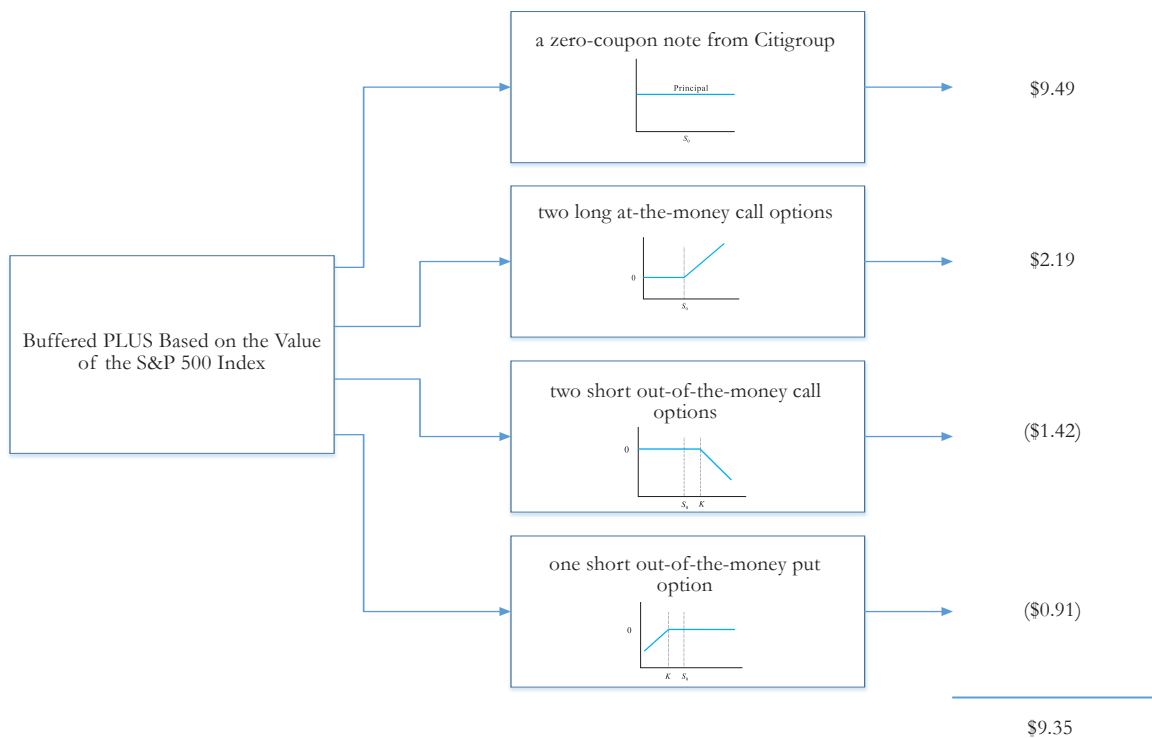 a zero-coupon note from Citigroup
Principal
S₀
$9.49
two long at-the-money call options
0
S₀
$2.19
Buffered PLUS Based on the Value
of the S&P 500 Index
two short out-of-the-money call
options
0
S₀ K
($1.42)
one short out-of-the-money put
option
0
K S₀
($0.91)
$9.35